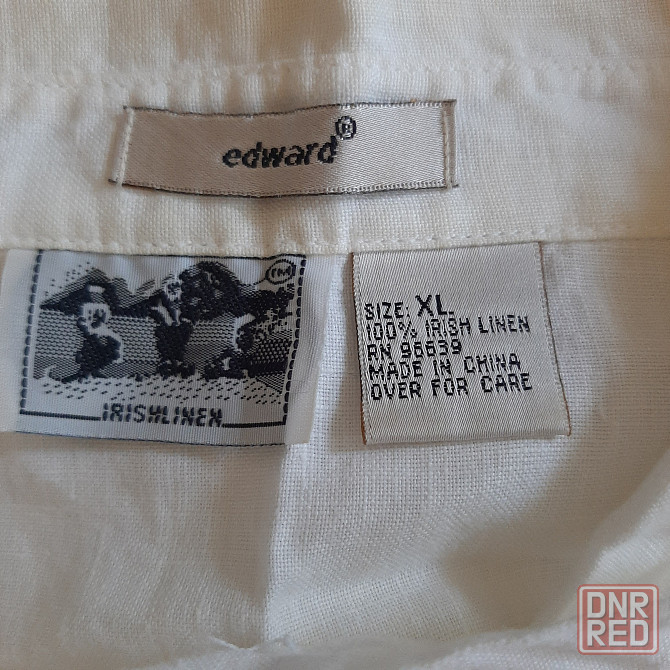 edward®
TM
IRISHLINEN
SIZE: XL.
100% IRISH LINEN
RN 96639
MADE IN CHINA
OVER FOR CARE
DNR
RED